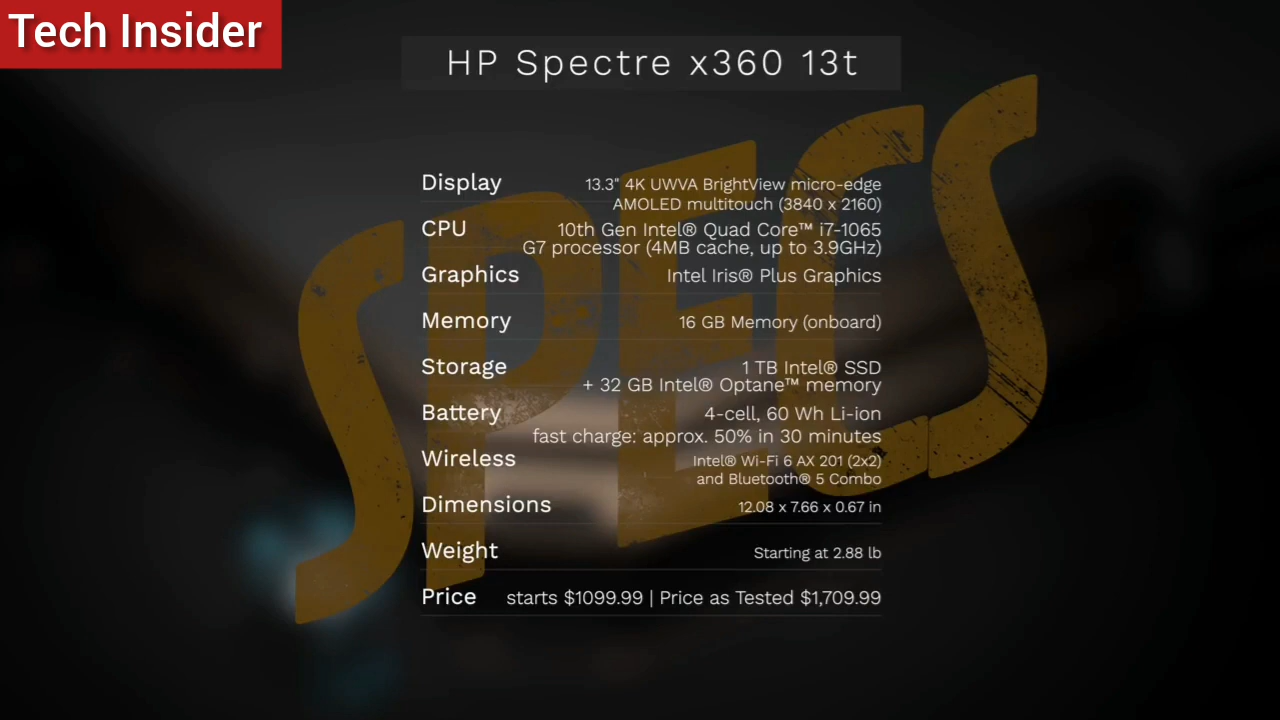 Tech Insider
HP Spectre x360 13t
SPECS
Display 13.3" 4K UWVA BrightView micro-edge
AMOLED multitouch (3840 x 2160)
CPU 10th Gen Intel® Quad Core™ i7-1065
G7 processor (4MB cache, up to 3.9GHz)
Graphics Intel Iris® Plus Graphics
Memory 16 GB Memory (onboard)
Storage 1 TB Intel® SSD
+ 32 GB Intel® Optane™ memory
Battery 4-cell, 60 Wh Li-ion
fast charge: approx. 50% in 30 minutes
Wireless Intel® Wi-Fi 6 AX 201 (2x2)
and Bluetooth® 5 Combo
Dimensions 12.08 x 7.66 x 0.67 in
Weight Starting at 2.88 lb
Price starts $1099.99 | Price as Tested $1,709.99